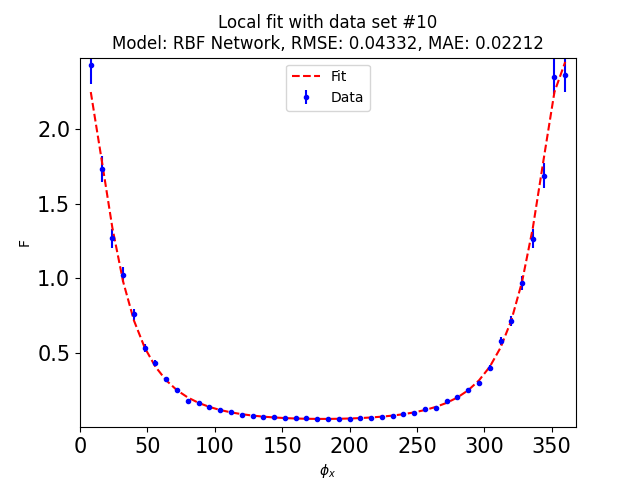 Local fit with data set #10
Model: RBF Network, RMSE: 0.04332, MAE: 0.02212
Fit
Data
F
2.0
1.5
1.0
0.5
0 50 100 150 200 250 300 350
ϕx